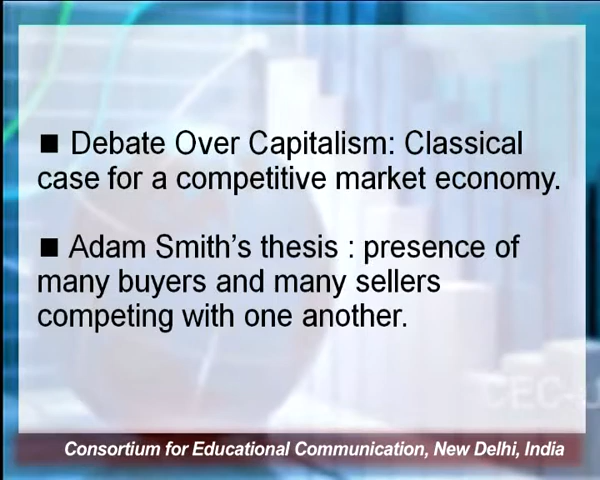 ■ Debate Over Capitalism: Classical
case for a competitive market economy.
■ Adam Smith's thesis : presence of
many buyers and many sellers
competing with one another.
CEC-U
Consortium for Educational Communication, New Delhi, India